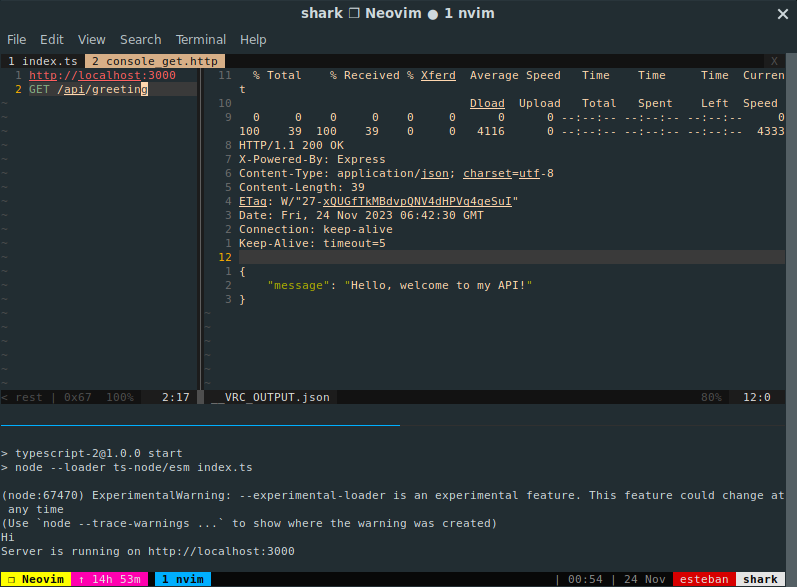 shark ❐ Neovim ● 1 nvim
File Edit View Search Terminal Help
1 index.ts 2 console_get.http X
1 http://localhost:3000
2 GET /api/greeting
11 % Total % Received % Xferd Average Speed Time Time Time Curren
t
10 Dload Upload Total Spent Left Speed
9 0 0 0 0 0 0 0 0 --:--:-- --:--:-- --:--:-- 0
100 39 100 39 0 0 4116 0 --:--:-- --:--:-- --:--:-- 4333
8 HTTP/1.1 200 OK
7 X-Powered-By: Express
6 Content-Type: application/json; charset=utf-8
5 Content-Length: 39
4 ETag: W/"27-xQUGfTkMBdvpQNV4dHPVq4qeSuI"
3 Date: Fri, 24 Nov 2023 06:42:30 GMT
2 Connection: keep-alive
1 Keep-Alive: timeout=5
12
1 {
2 "message": "Hello, welcome to my API!"
3 }
< rest | 0x67 100% 2:17 __VRC_OUTPUT.json 80% 12:0
> typescript-2@1.0.0 start
> node --loader ts-node/esm index.ts
(node:67470) ExperimentalWarning: --experimental-loader is an experimental feature. This feature could change at
any time
(Use `node --trace-warnings ...` to show where the warning was created)
Hi
Server is running on http://localhost:3000
❐ Neovim ↑ 14h 53m 1 nvim | 00:54 | 24 Nov esteban shark